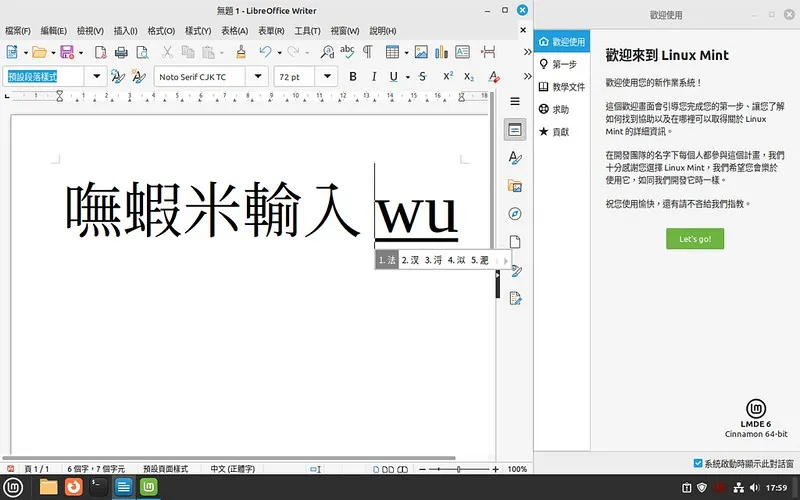 無題 1 - LibreOffice Writer
檔案(F) 編輯(E) 檢視(V) 插入(I) 格式(O) 樣式(Y) 表格(A) 表單(R) 工具(T) 視窗(W) 說明(H)
預設段落樣式 Noto Serif CJK TC 72 pt
嘸蝦米輸入 wu
1. 法 2. 汊
頁 1 / 1 6 個字，7 個字元 預設頁面樣式 中文 (正體字) 100%
歡迎使用
歡迎使用
第一步
教學文件
求助
貢獻
歡迎來到 Linux Mint
歡迎使用您的新作業系統！
這個歡迎畫面會引導您完成您的第一步、讓您了解
如何找到協助以及在哪裡可以取得關於 Linux
Mint 的詳細資訊。
在開發團隊的名字下每個人都參與這個計畫，我們
十分感謝您選擇 Linux Mint，我們希望您會樂於
使用它，如同我們開發它時一樣。
祝您使用愉快，還有請不吝給我們指教。
Let's go!
LMDE 6
Cinnamon 64-bit
系統啟動時顯示此對話窗
17:59